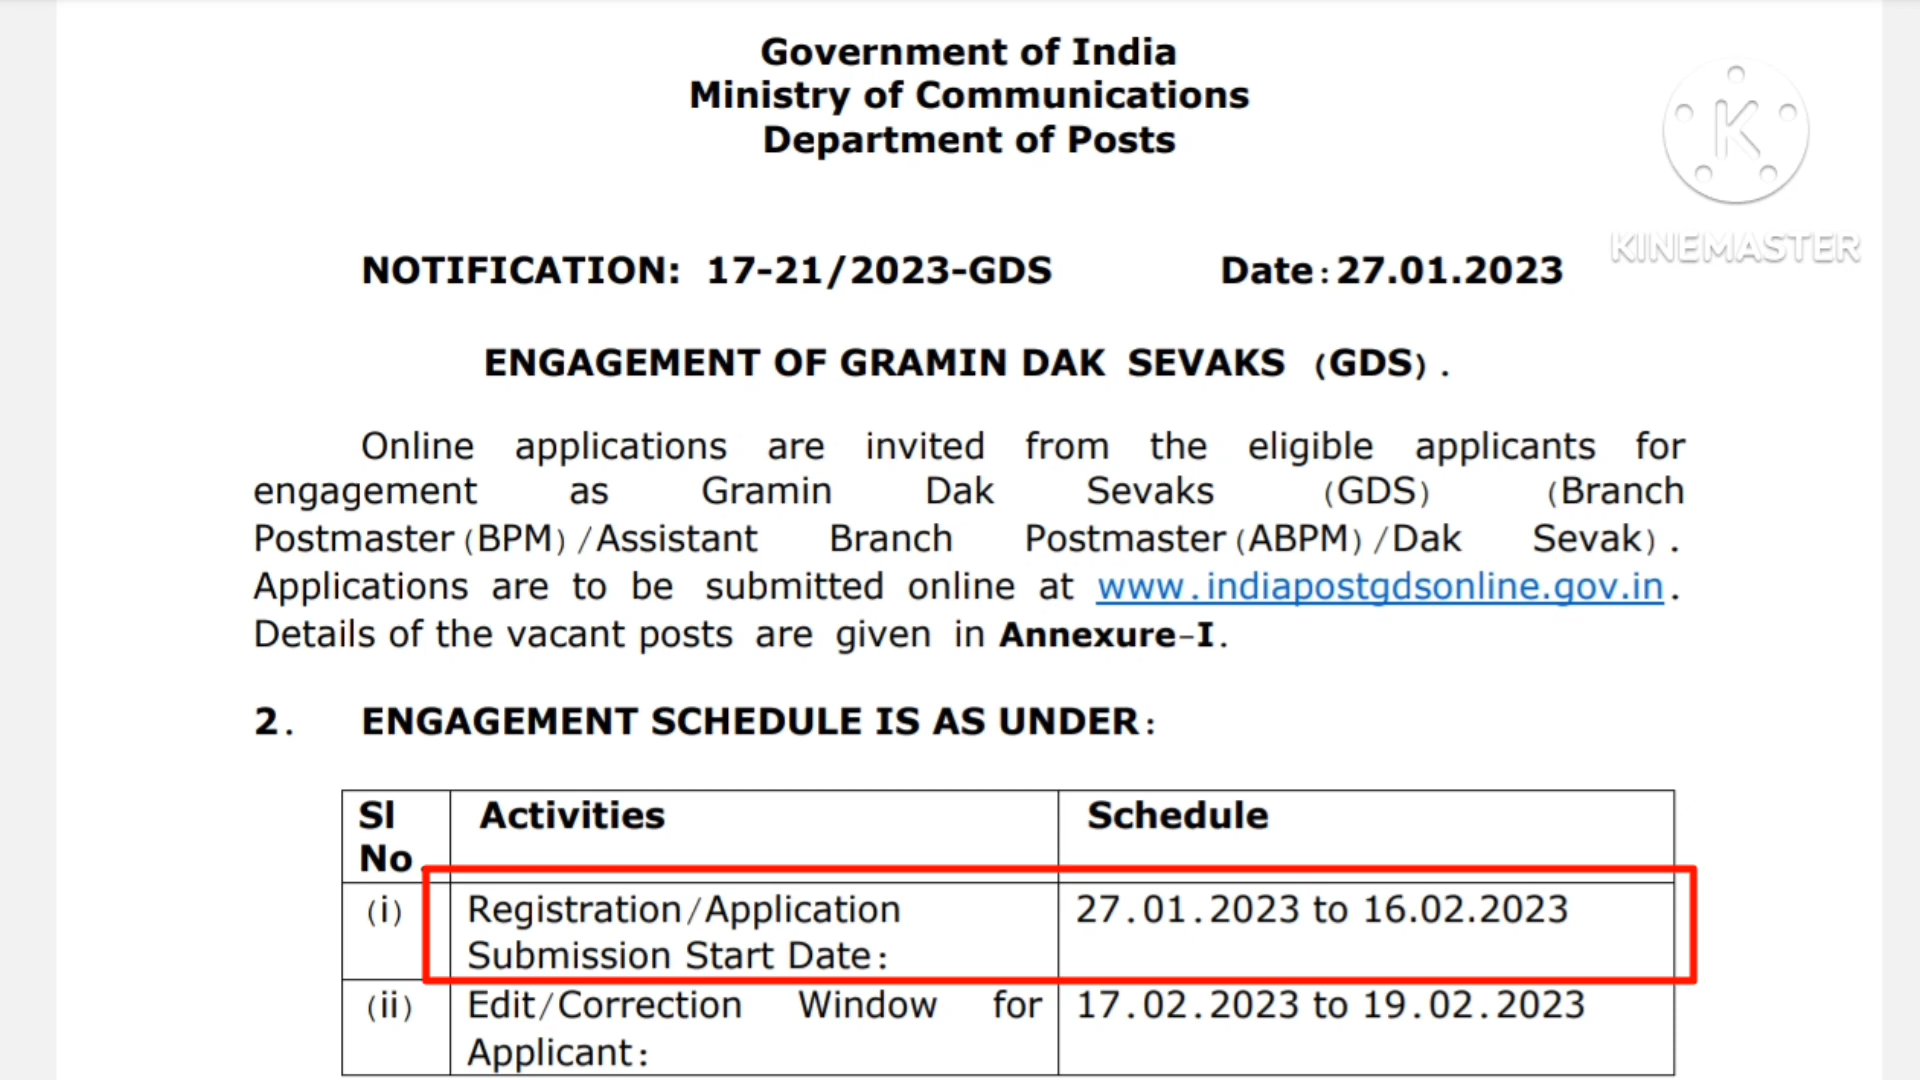 Government of India
Ministry of Communications
Department of Posts
K
KINEMASTER
NOTIFICATION: 17-21/2023-GDS Date:27.01.2023
ENGAGEMENT OF GRAMIN DAK SEVAKS (GDS).
Online applications are invited from the eligible applicants for
engagement as Gramin Dak Sevaks (GDS) (Branch
Postmaster(BPM)/Assistant Branch Postmaster(ABPM)/Dak Sevak).
Applications are to be submitted online at www.indiapostgdsonline.gov.in.
Details of the vacant posts are given in Annexure-I.
2. ENGAGEMENT SCHEDULE IS AS UNDER:
Sl Activities Schedule
No
(i) Registration/Application 27.01.2023 to 16.02.2023
Submission Start Date:
(ii) Edit/Correction Window for 17.02.2023 to 19.02.2023
Applicant: